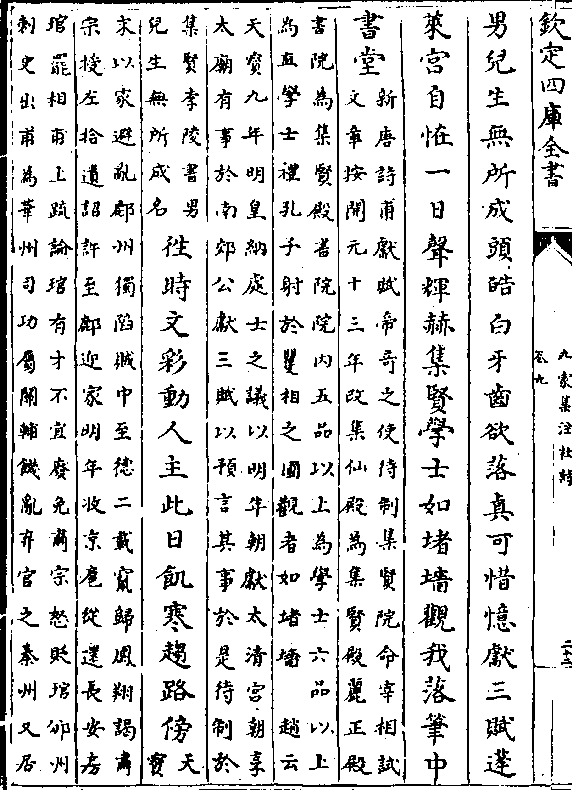 欽定四庫全書
九家集注杜詩
卷九
男兒生無所成頭皓白牙齒欲落真可惜憶獻三賦蓬
萊宮自恠一日聲輝赫集賢學士如堵墻觀我落筆中
書堂
新唐詩甫獻賦帝奇之使待制集賢院命宰相試
文章按開元十三年改集仙殿為集賢殿麗正殿
書院為集賢殿書院院内五品以上為學士六品以上
為直學士禮孔子射於矍相之圃觀者如堵墻 趙云
天寶九年明皇納處士之議以明年朝獻太清宮朝享
太廟有事於南郊公獻三賦以預言其事於是待制於
集賢李陵書男
兒生無所成名
往時文彩動人主此日飢寒趨路傍
天
寶
末以家避亂鄜州獨陷賊中至德二載竄歸鳳翔謁肅
宗授左拾遺詔許至鄜迎家明年收京扈從還長安房
琯罷相甫上疏論琯有才不宜廢免肅宗怒貶琯邠州
刺史出甫為華州司功屬關輔饑亂弃官之秦州又居